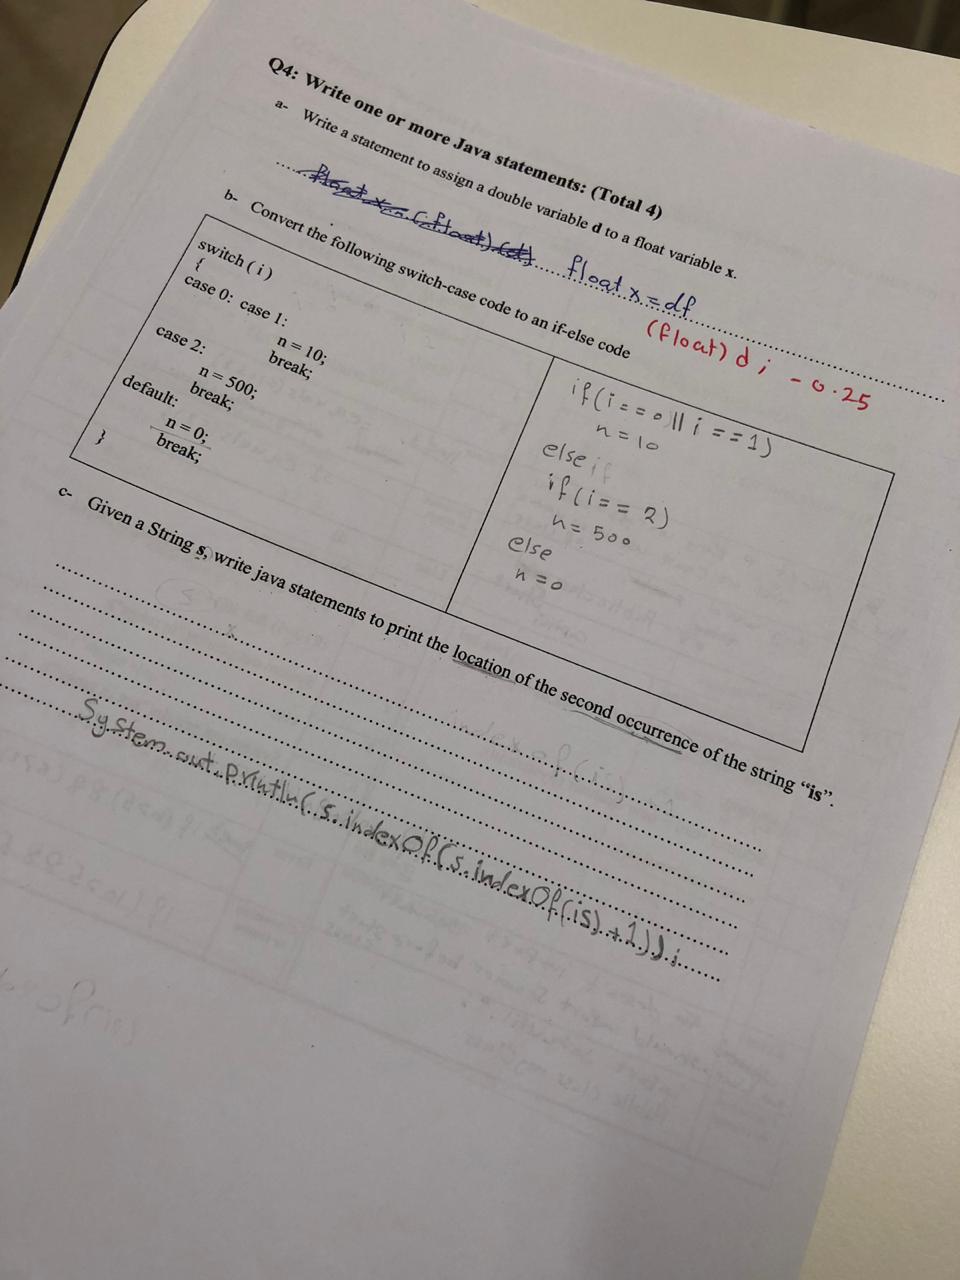 Q4: Write one or more Java statements: (Total 4)
a- Write a statement to assign a double variable d to a float variable x.
float x = (float) (d) float x = df
(float) d ; - 0.25
b- Convert the following switch-case code to an if-else code
switch ( i )
{
case 0: case 1:
n = 10;
break;
case 2:
n = 500;
break;
default:
n = 0;
break;
}
if(i==0 || i ==1)
n=10
else if
if(i== 2)
n= 500
else
n=0
c- Given a String s, write java statements to print the location of the second occurrence of the string “is”.
System.out.println(s.indexOf(s.indexOf(is)+1));